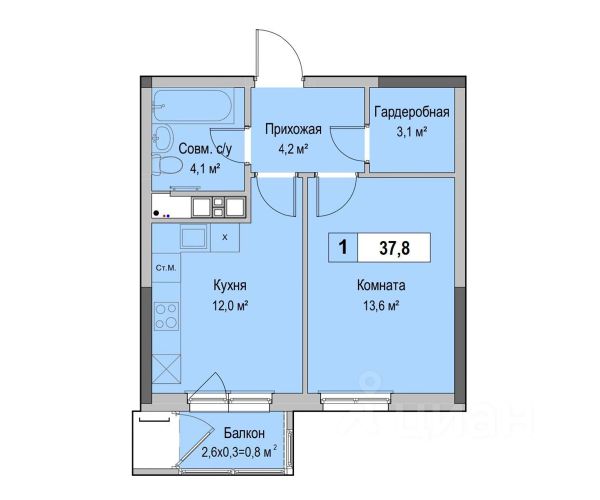 Гардеробная
3,1 м²
Прихожая
4,2 м²
Совм. с/у
4,1 м²
х
1 37,8
Ст.М.
Кухня
12,0 м²
Комната
13,6 м²
циан
Балкон
2,6х0,3=0,8 м²